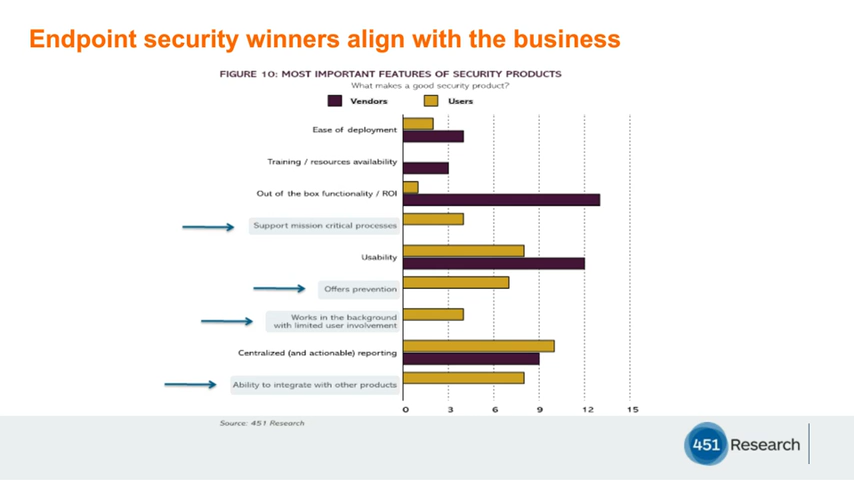 Endpoint security winners align with the business
FIGURE 10: MOST IMPORTANT FEATURES OF SECURITY PRODUCTS
What makes a good security product?
Vendors Users
Ease of deployment
Training / resources availability
Out of the box functionality / ROI
Support mission critical processes
Usability
Offers prevention
Works in the background
with limited user involvement
Centralized (and actionable) reporting
Ability to integrate with other products
0 3 6 9 12 15
Source: 451 Research
451 Research